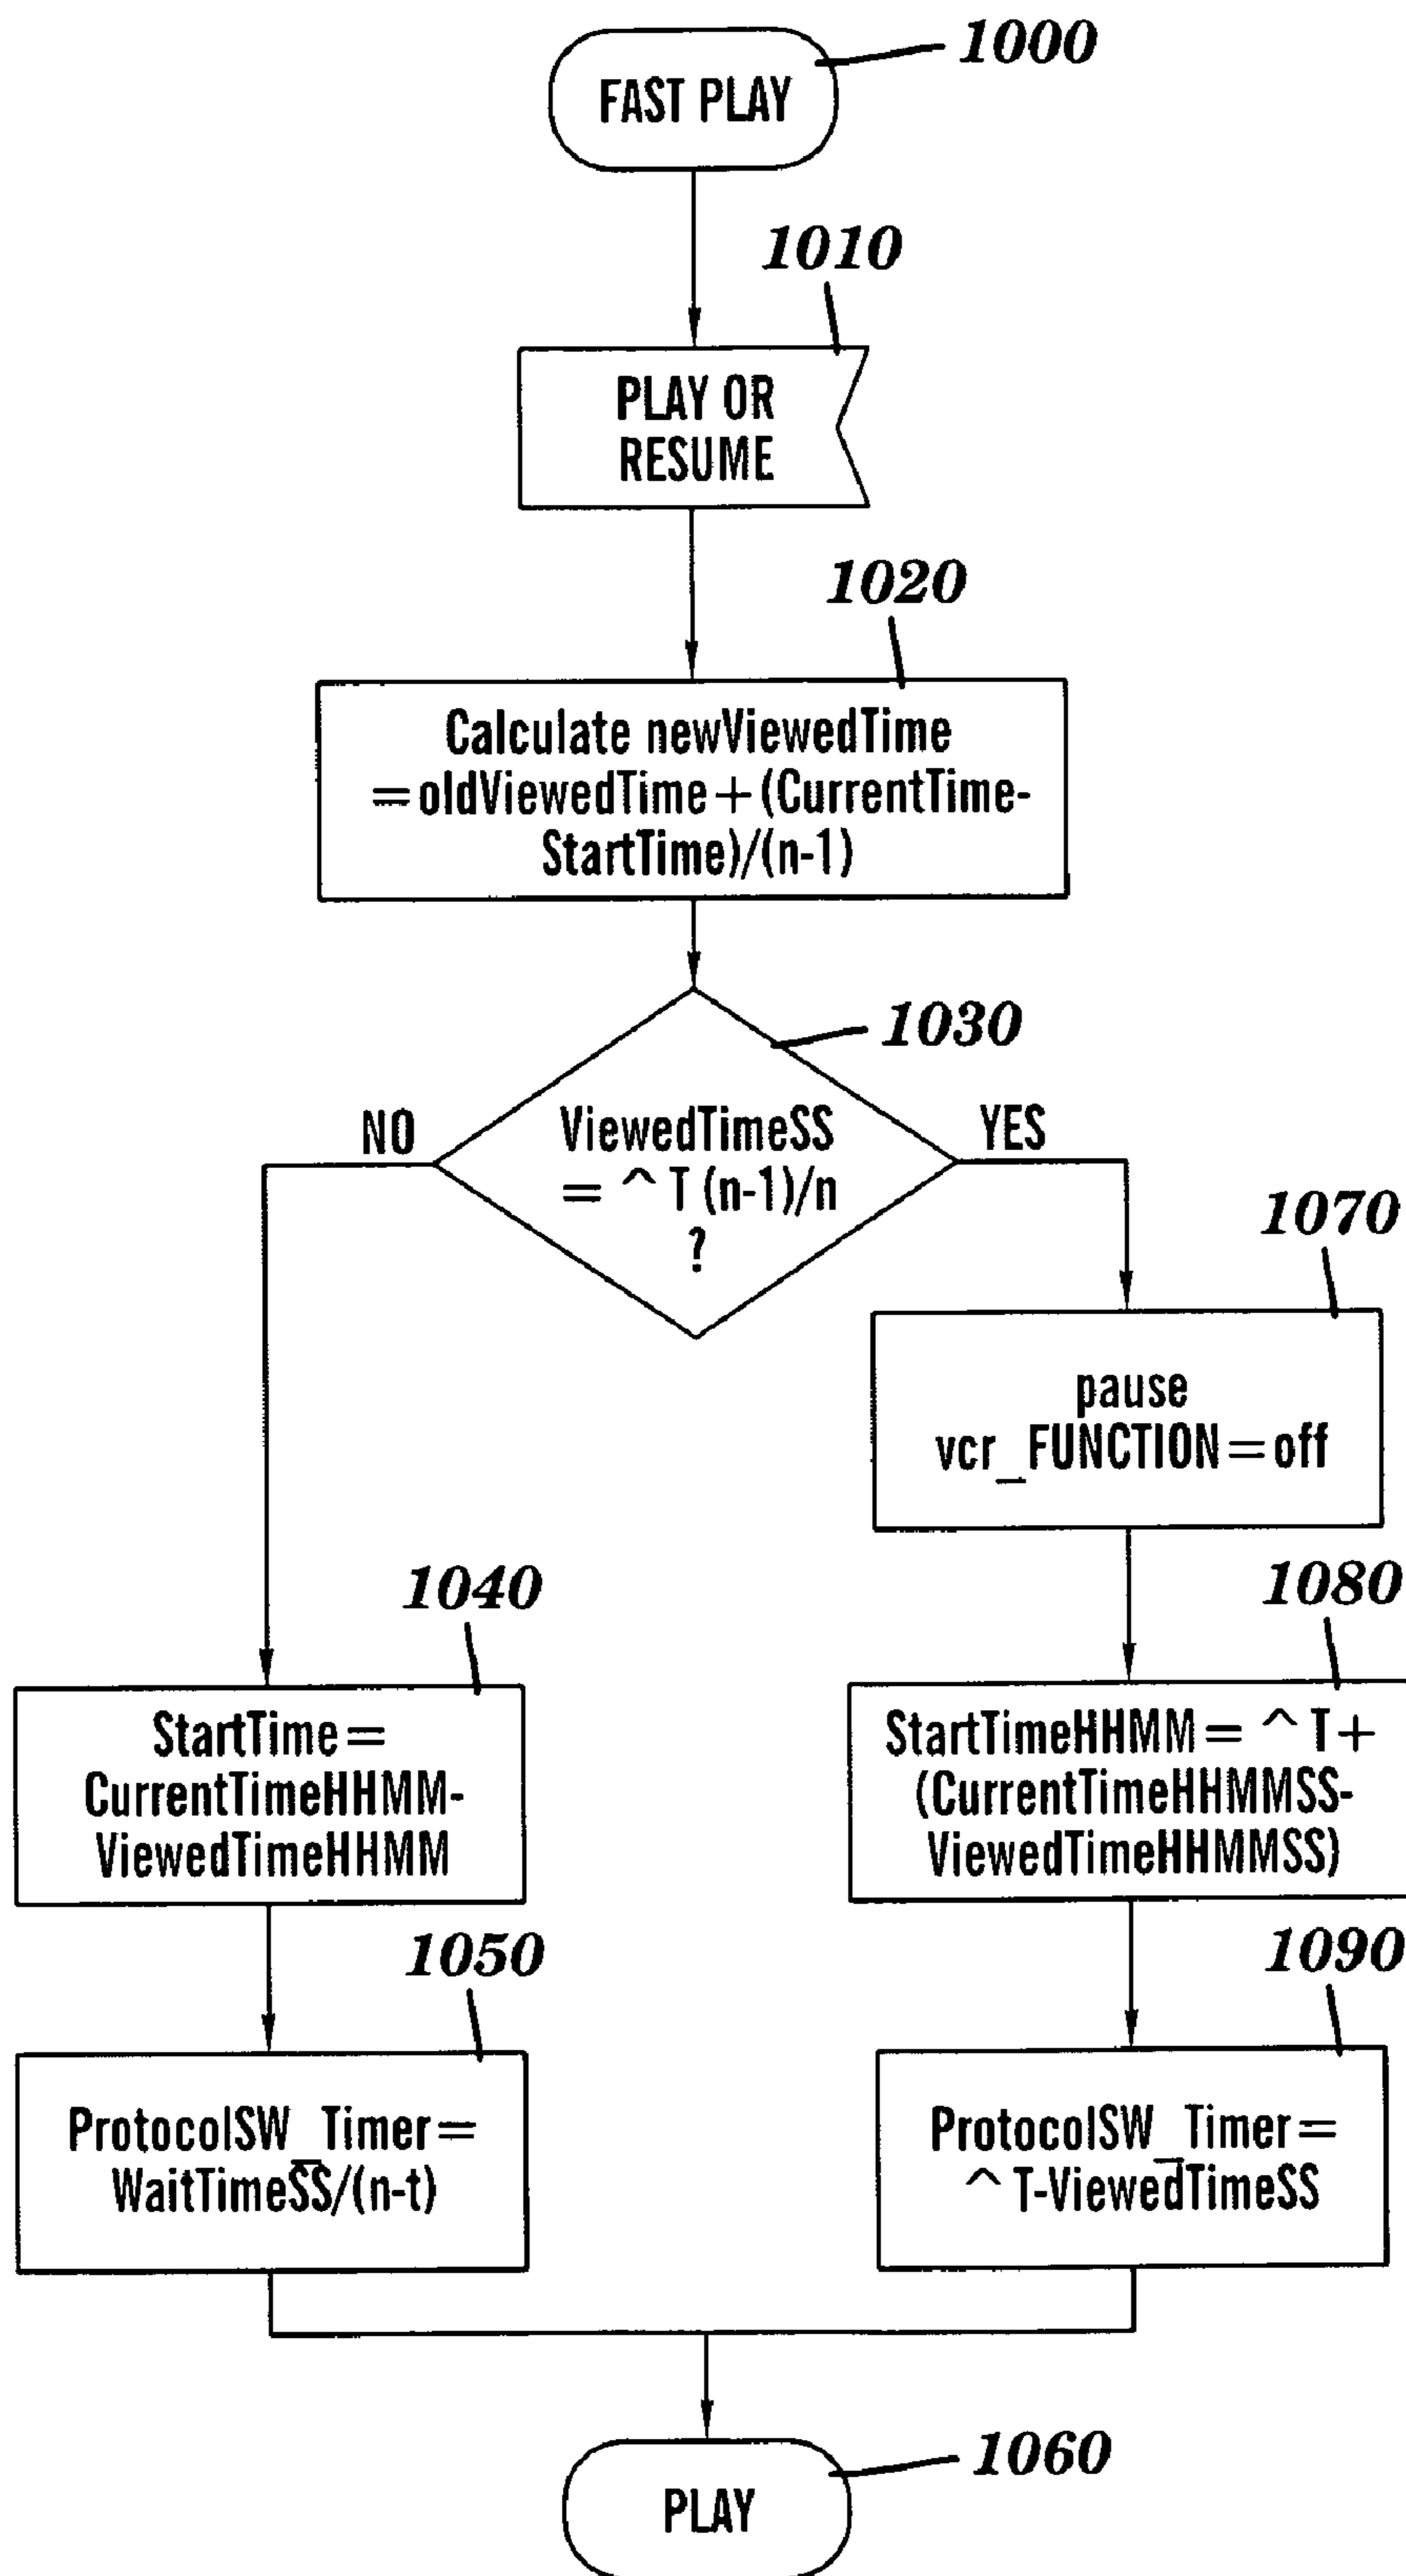 1000
FAST PLAY
1010
PLAY OR
RESUME
1020
Calculate newViewedTime
=oldViewedTime+(CurrentTime-
StartTime)/(n-1)
1030
NO
ViewedTimeSS
= ^ T (n-1)/n
?
YES
1070
pause
vcr_FUNCTION=off
1040
StartTime=
CurrentTimeHHMM-
ViewedTimeHHMM
1080
StartTimeHHMM= ^ T+
(CurrentTimeHHMMSS-
ViewedTimeHHMMSS)
1050
ProtocolSW_Timer=
WaitTimeSS/(n-t)
1090
ProtocolSW_Timer=
^ T-ViewedTimeSS
1060
PLAY